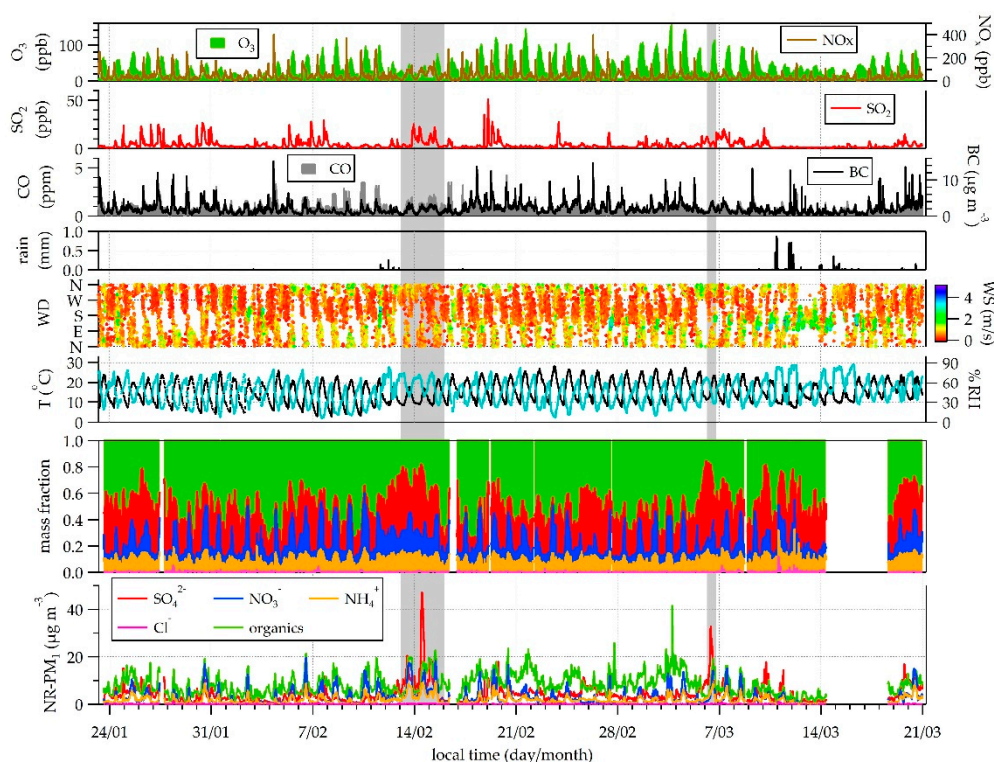 O3
(ppb)
100
0
O3
NOx
400
200
0
NOx
(ppb)
SO2
(ppb)
50
0
SO2
CO
(ppm)
5
0
CO
BC
10
0
BC
(µg m-3)
rain
(mm)
1.0
0.5
0.0
WD
N
W
S
E
N
4
2
0
WS
(m/s)
T (°C)
30
20
10
0
90
60
30
0
% RH
mass fraction
1.0
0.8
0.6
0.4
0.2
0.0
NR-PM1 (µg m-3)
40
20
0
SO4 2- NO3 - NH4 +
Cl- organics
24/01 31/01 7/02 14/02 21/02 28/02 7/03 14/03 21/03
local time (day/month)